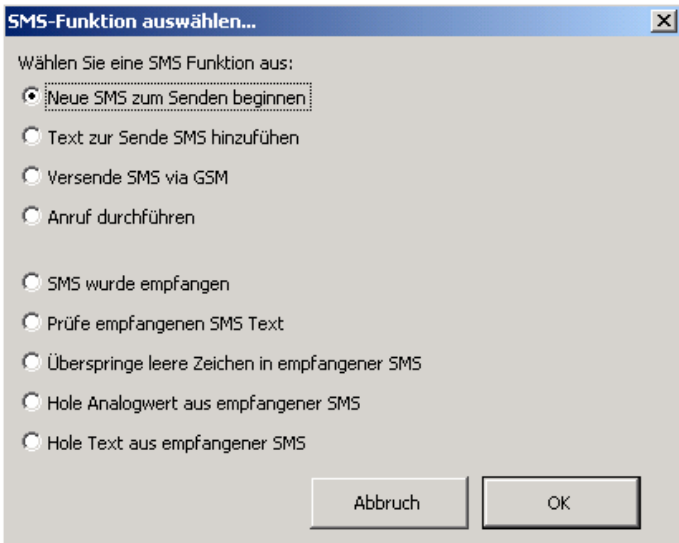 SMS-Funktion auswählen...
Wählen Sie eine SMS Funktion aus:
Neue SMS zum Senden beginnen
Text zur Sende SMS hinzufühen
Versende SMS via GSM
Anruf durchführen
SMS wurde empfangen
Prüfe empfangenen SMS Text
Überspringe leere Zeichen in empfangener SMS
Hole Analogwert aus empfangener SMS
Hole Text aus empfangener SMS
Abbruch OK